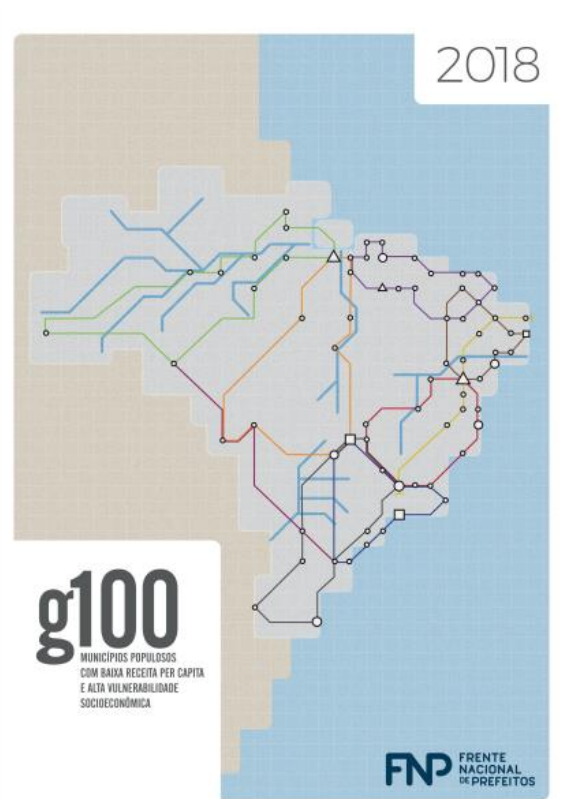 2018
g100
MUNICÍPIOS POPULOSOS
COM BAIXA RECEITA PER CAPITA
E ALTA VULNERABILIDADE
SOCIOECONÔMICA
FNP
FRENTE
NACIONAL
DE PREFEITOS